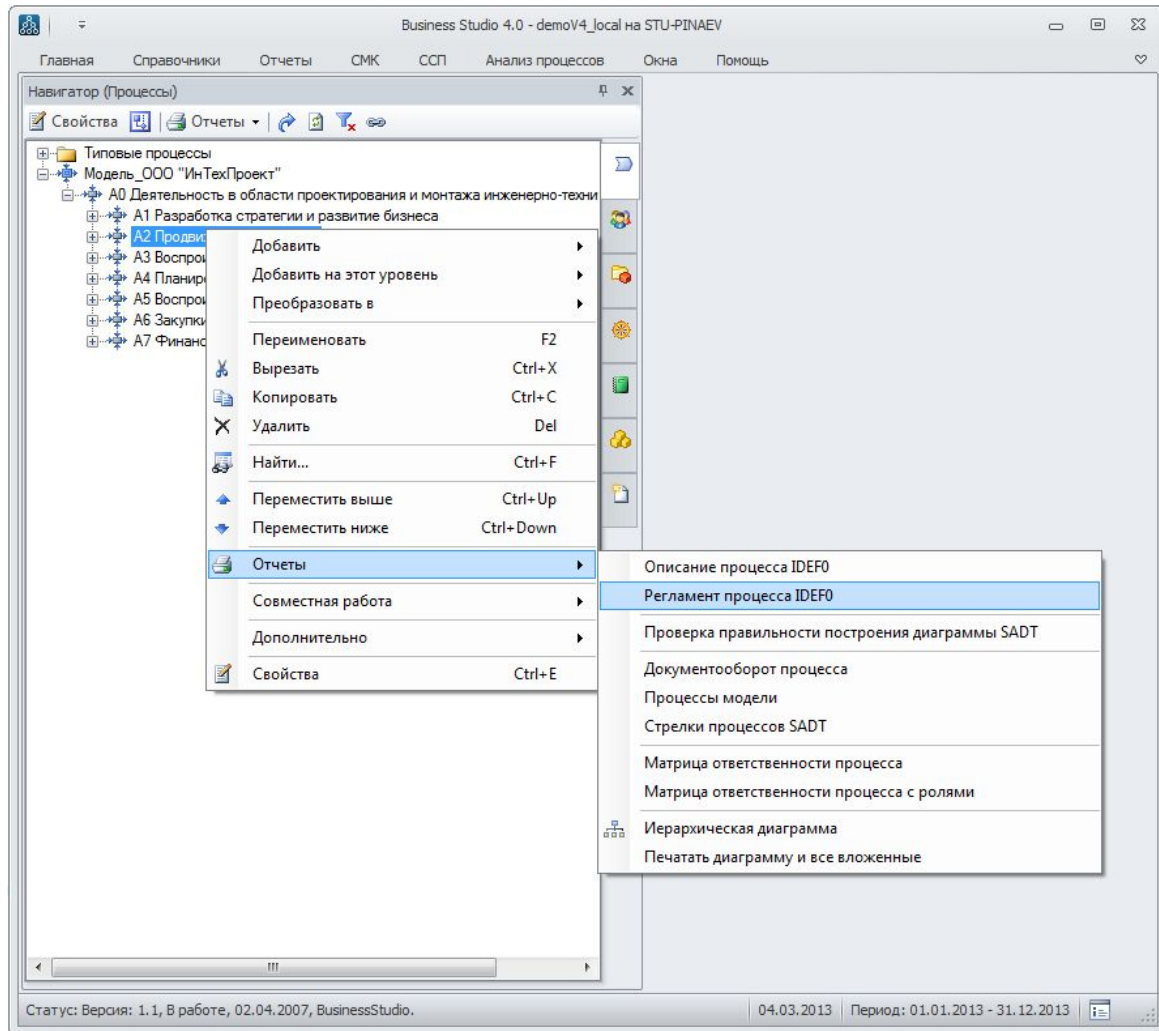 Business Studio 4.0 - demoV4_local на STU-PINAEV
Главная Справочники Отчеты СМК ССП Анализ процессов Окна Помощь
Навигатор (Процессы)
Свойства Отчеты
Типовые процессы
Модель_ООО "ИнТехПроект"
А0 Деятельность в области проектирования и монтажа инженерно-техни
А1 Разработка стратегии и развитие бизнеса
А2 Продви
А3 Воспрои
А4 Планиро
А5 Воспрои
А6 Закупки
А7 Финанс
Добавить
Добавить на этот уровень
Преобразовать в
Переименовать F2
Вырезать Ctrl+X
Копировать Ctrl+C
Удалить Del
Найти... Ctrl+F
Переместить выше Ctrl+Up
Переместить ниже Ctrl+Down
Отчеты
Совместная работа
Дополнительно
Свойства Ctrl+E
Описание процесса IDEF0
Регламент процесса IDEF0
Проверка правильности построения диаграммы SADT
Документооборот процесса
Процессы модели
Стрелки процессов SADT
Матрица ответственности процесса
Матрица ответственности процесса с ролями
Иерархическая диаграмма
Печатать диаграмму и все вложенные
Статус: Версия: 1.1, В работе, 02.04.2007, BusinessStudio. 04.03.2013 Период: 01.01.2013 - 31.12.2013